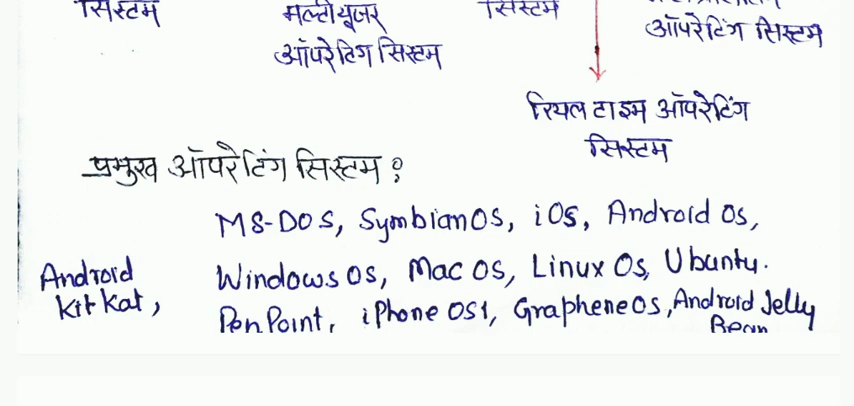 सिस्टम मल्टीयूजर सिस्टम
ऑपरेटिंग सिस्टम ऑपरेटिंग सिस्टम
रियल टाइम ऑपरेटिंग
सिस्टम
प्रमुख ऑपरेटिंग सिस्टम ?
MS-DOS, SymbianOS, iOS, Android OS,
Android Windows OS, Mac OS, Linux Os, Ubuntu.
KitKat, PenPoint, iPhone OS1, GrapheneOS, Android Jelly
Bean